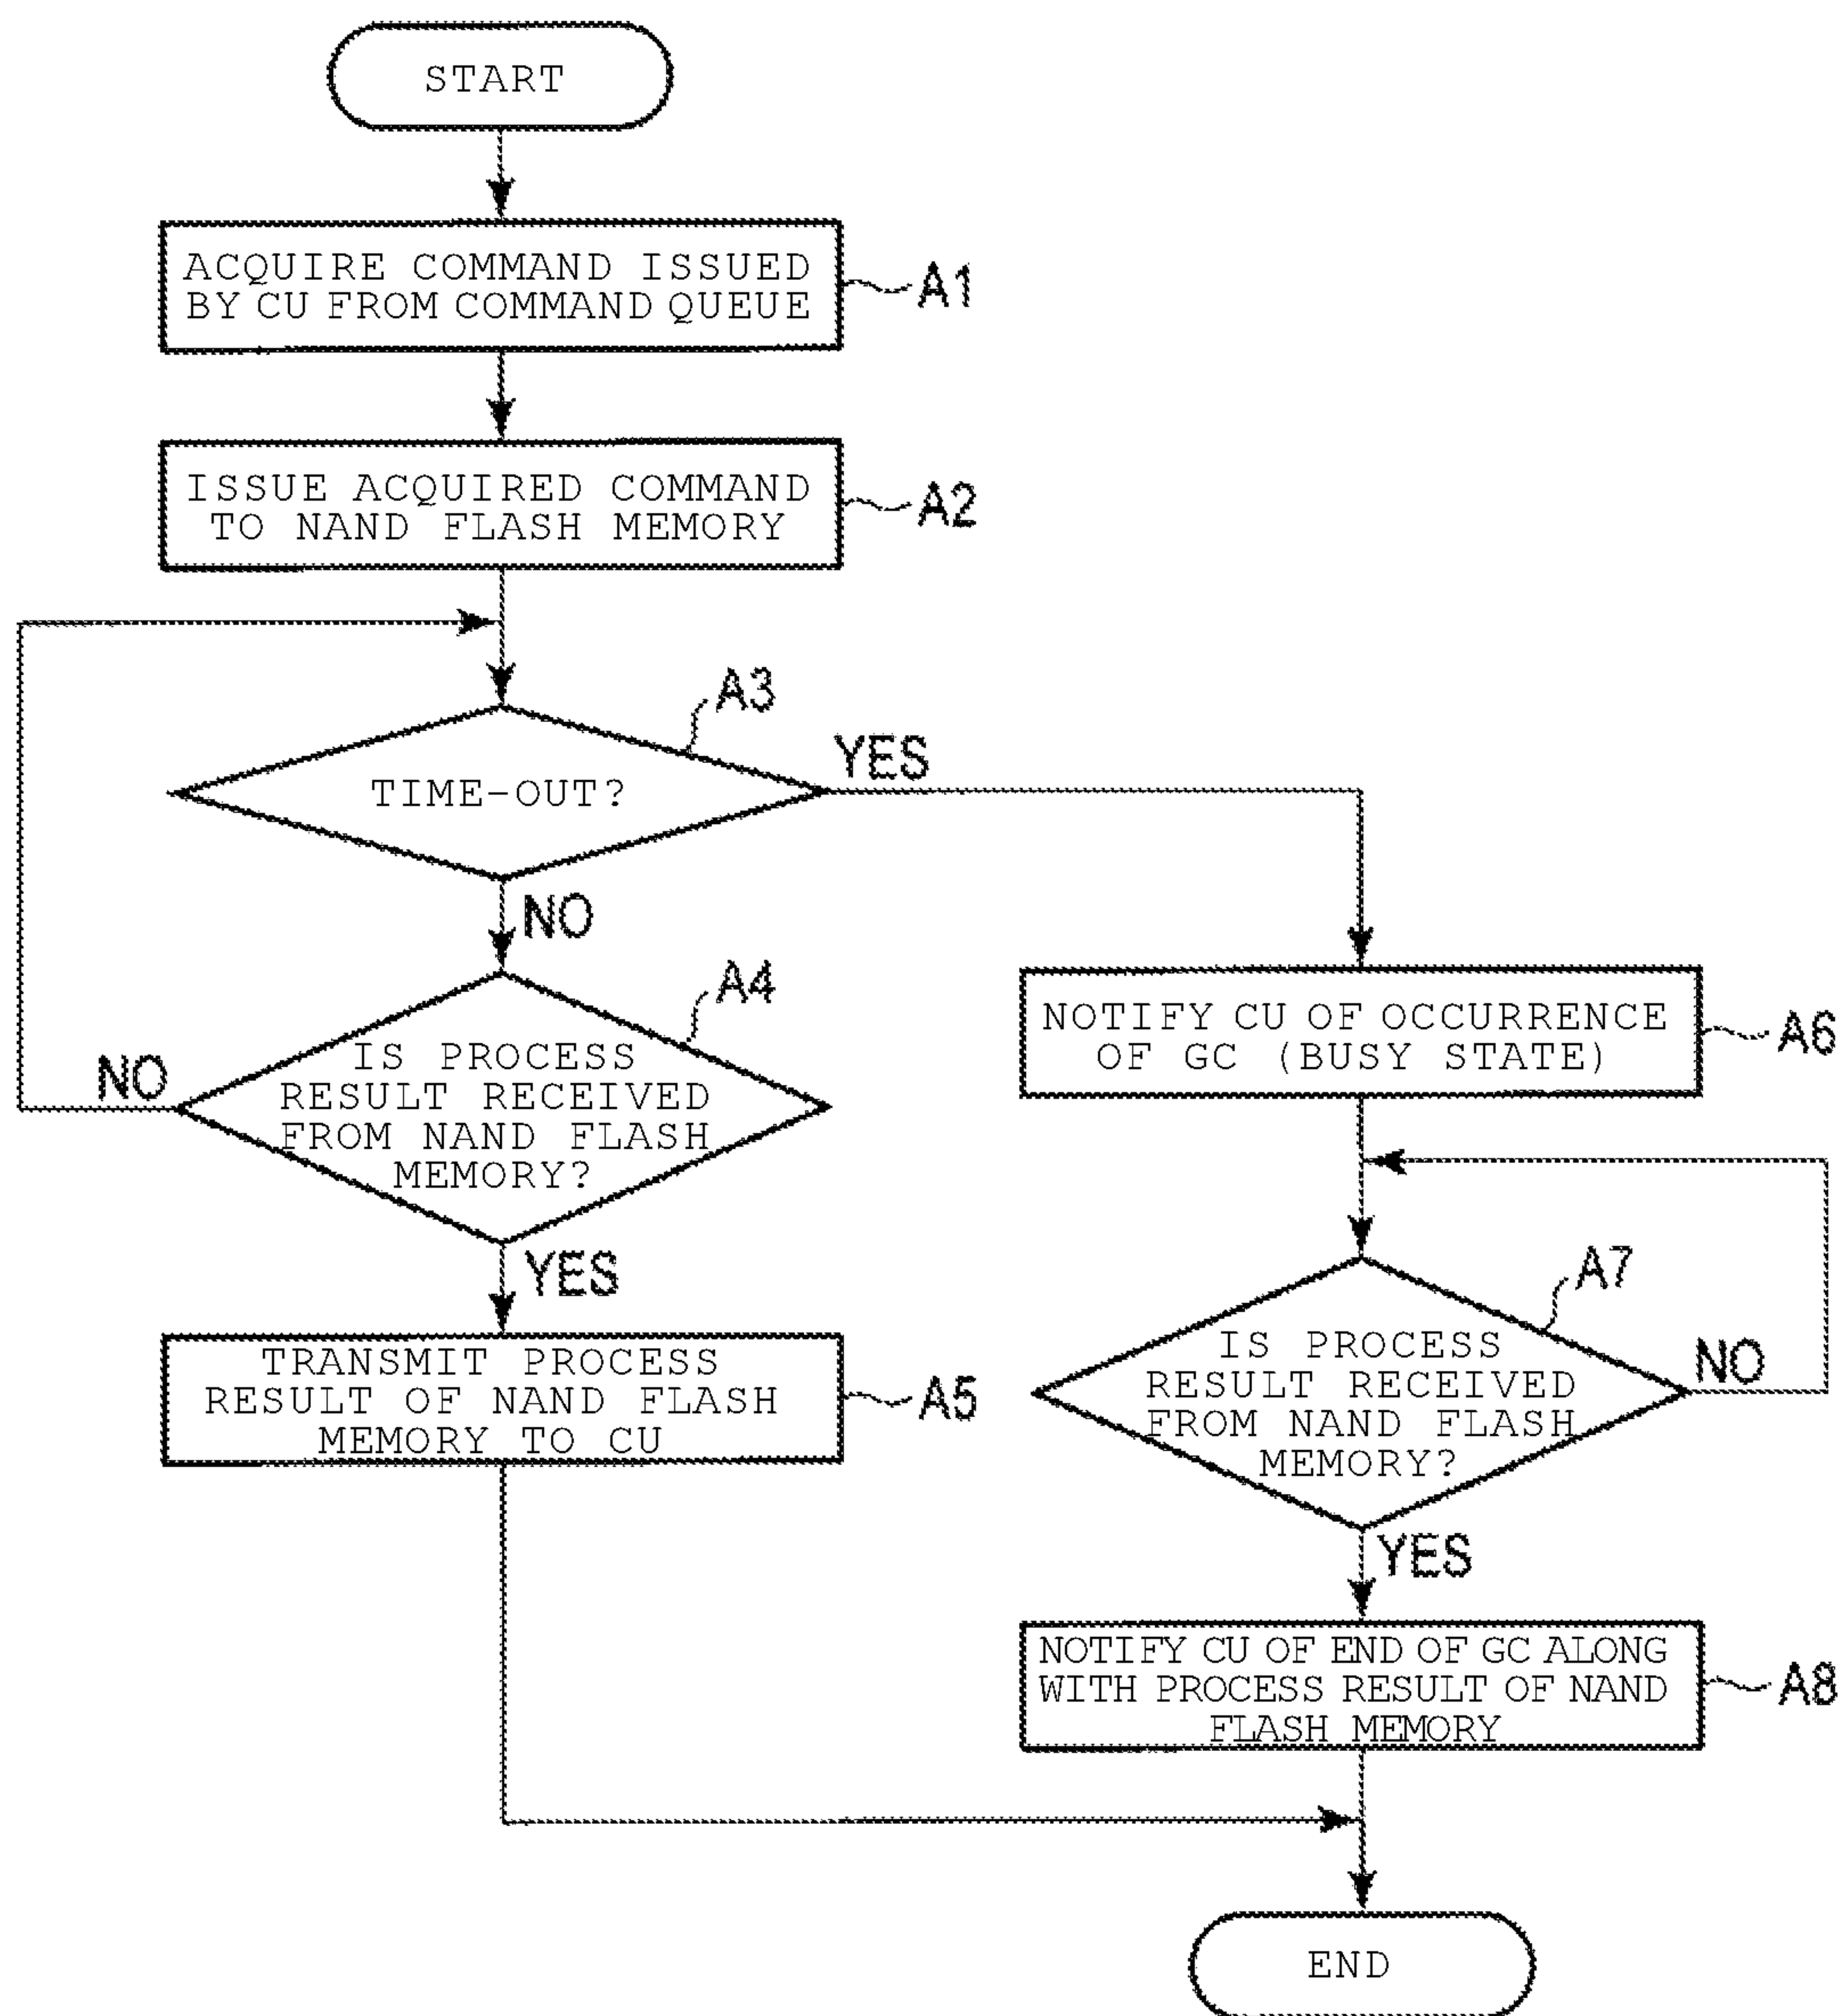 START
ACQUIRE COMMAND ISSUED
BY CU FROM COMMAND QUEUE
A1
ISSUE ACQUIRED COMMAND
TO NAND FLASH MEMORY
A2
A3
TIME-OUT?
YES
NO
A4
IS PROCESS
RESULT RECEIVED
FROM NAND FLASH
MEMORY?
NO
YES
TRANSMIT PROCESS
RESULT OF NAND FLASH
MEMORY TO CU
A5
NOTIFY CU OF OCCURRENCE
OF GC (BUSY STATE)
A6
A7
IS PROCESS
RESULT RECEIVED
FROM NAND FLASH
MEMORY?
NO
YES
NOTIFY CU OF END OF GC ALONG
WITH PROCESS RESULT OF NAND
FLASH MEMORY
A8
END